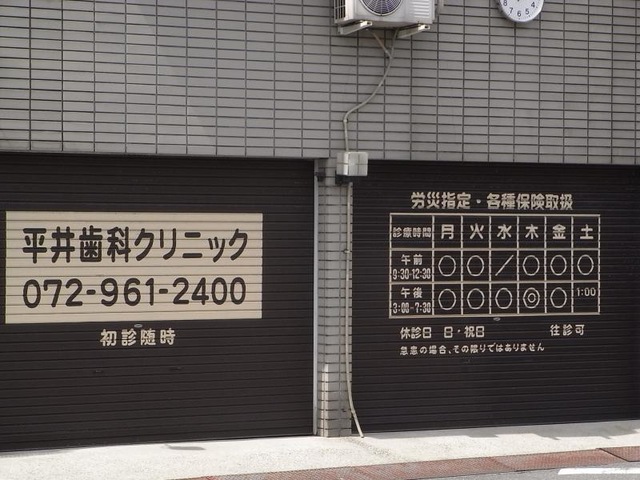 平井歯科クリニック
072-961-2400
初診随時
労災指定・各種保険取扱
診療時間 月 火 水 木 金 土
午前 9:30-12:30 ○ ○ ／ ○ ○ ○
午後 3:00-7:30 ○ ○ ○ ◎ ○ 1:00
休診日 日・祝日 往診可
急患の場合、その限りではありません